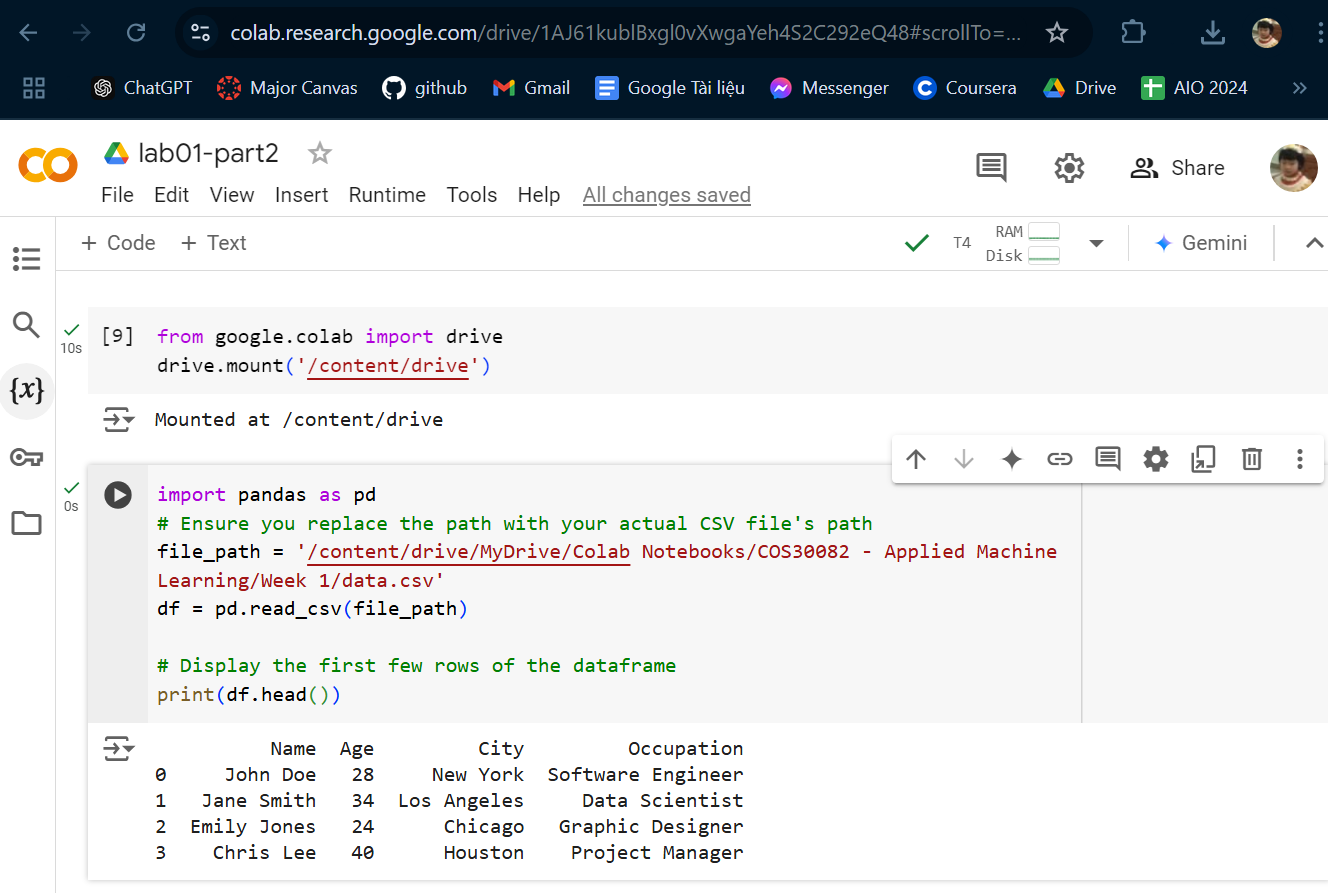 colab.research.google.com/drive/1AJ61kublBxgl0vXwgaYeh4S2C292eQ48#scrollTo=...
ChatGPT Major Canvas github Gmail Google Tài liệu Messenger Coursera Drive AIO 2024 »
lab01-part2
Share
File Edit View Insert Runtime Tools Help All changes saved
+ Code + Text
T4
RAM
Disk
Gemini
10s
[9]
from google.colab import drive
drive.mount('/content/drive')
Mounted at /content/drive
{x}
0s
import pandas as pd
# Ensure you replace the path with your actual CSV file's path
file_path = '/content/drive/MyDrive/Colab Notebooks/COS30082 - Applied Machine
Learning/Week 1/data.csv'
df = pd.read_csv(file_path)
# Display the first few rows of the dataframe
print(df.head())
Name Age City Occupation
0 John Doe 28 New York Software Engineer
1 Jane Smith 34 Los Angeles Data Scientist
2 Emily Jones 24 Chicago Graphic Designer
3 Chris Lee 40 Houston Project Manager